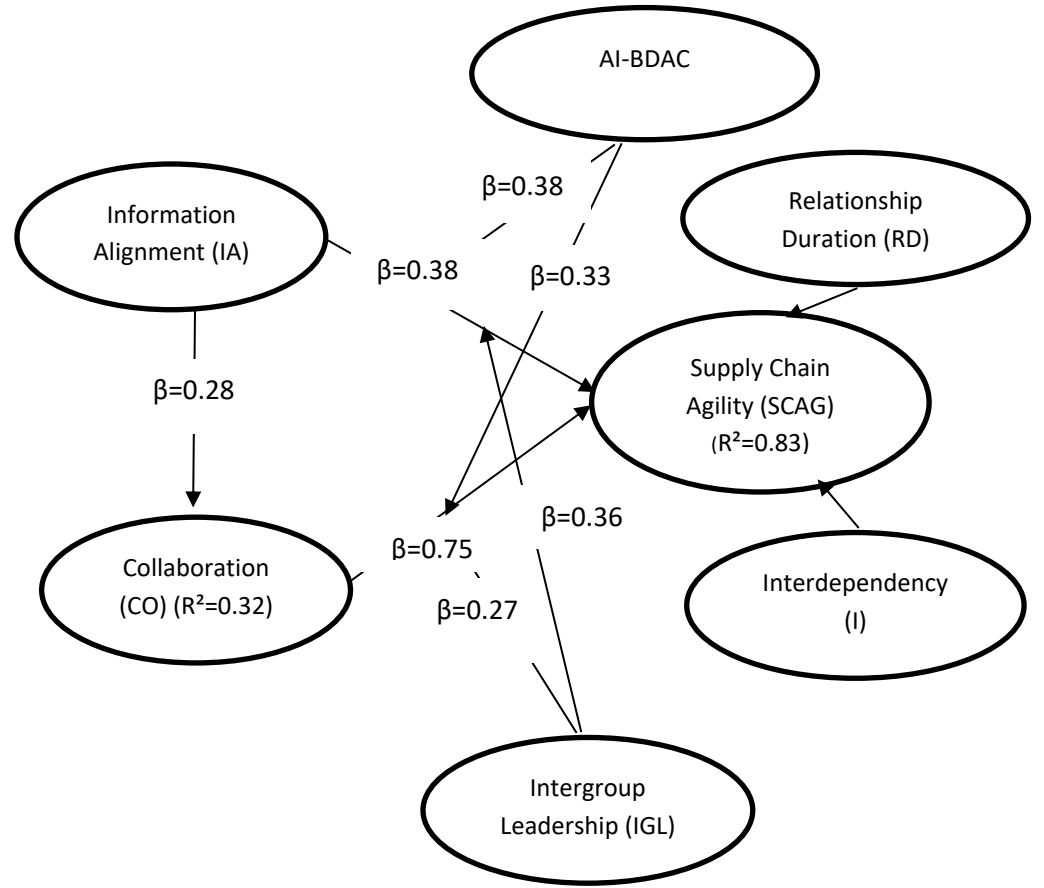 AI-BDAC
β=0.38
Information
Alignment (IA)
Relationship
Duration (RD)
β=0.38
β=0.33
β=0.28
Supply Chain
Agility (SCAG)
(R²=0.83)
β=0.36
β=0.75
Collaboration
(CO) (R²=0.32)
β=0.27
Interdependency
(I)
Intergroup
Leadership (IGL)